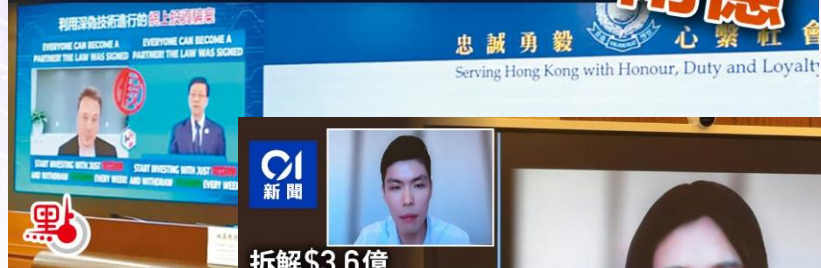 利用深偽技術進行的網上投資騙案
EVERYONE CAN BECOME A
PARTNER! THE LAW WAS SIGNED
EVERYONE CAN BECOME A
PARTNER! THE LAW WAS SIGNED
假
START INVESTING WITH JUST
AND WITHDRAW
EVERY WEEK!
START INVESTING WITH JUST
AND WITHDRAW
EVERY WEEK
忠誠勇毅
心繫社會
Serving Hong Kong with Honour, Duty and Loyalty
點
01
新聞
拆解$3.6億